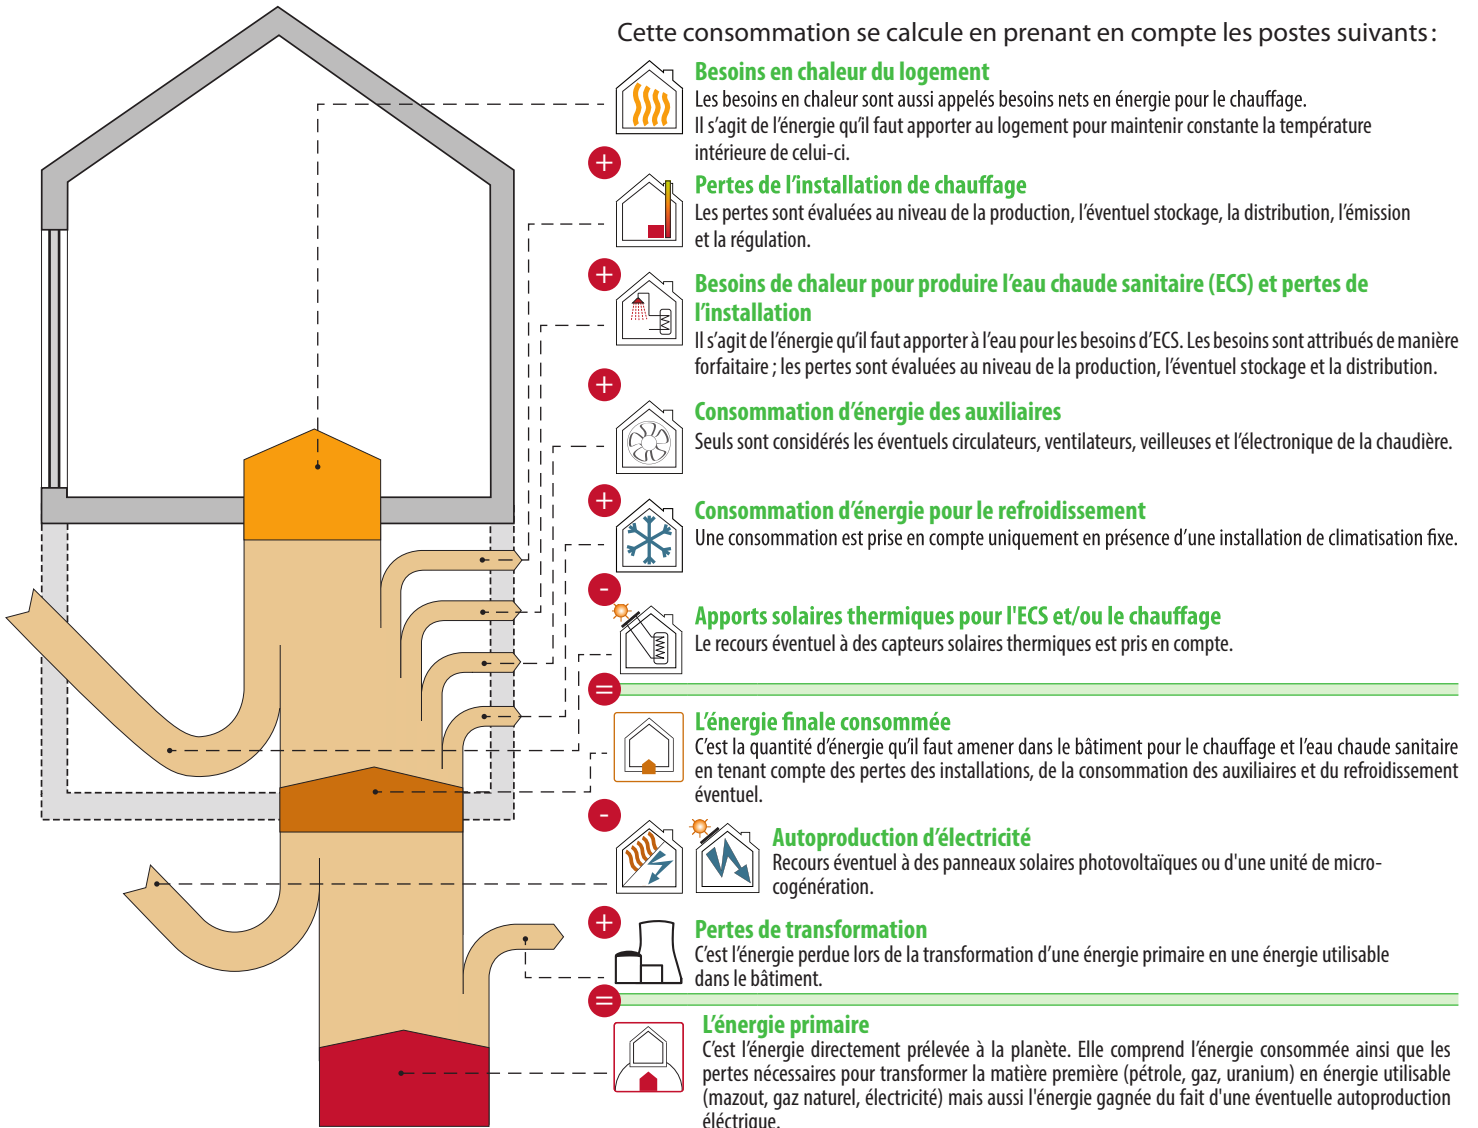 Cette consommation se calcule en prenant en compte les postes suivants :
Besoins en chaleur du logement
Les besoins en chaleur sont aussi appelés besoins nets en énergie pour le chauffage.
Il s'agit de l'énergie qu'il faut apporter au logement pour maintenir constante la température
intérieure de celui-ci.
+
Pertes de l'installation de chauffage
Les pertes sont évaluées au niveau de la production, l'éventuel stockage, la distribution, l'émission
et la régulation.
+
Besoins de chaleur pour produire l'eau chaude sanitaire (ECS) et pertes de
l'installation
Il s'agit de l'énergie qu'il faut apporter à l'eau pour les besoins d'ECS. Les besoins sont attribués de manière
forfaitaire ; les pertes sont évaluées au niveau de la production, l'éventuel stockage et la distribution.
+
Consommation d'énergie des auxiliaires
Seuls sont considérés les éventuels circulateurs, ventilateurs, veilleuses et l'électronique de la chaudière.
+
Consommation d'énergie pour le refroidissement
Une consommation est prise en compte uniquement en présence d'une installation de climatisation fixe.
-
Apports solaires thermiques pour l'ECS et/ou le chauffage
Le recours éventuel à des capteurs solaires thermiques est pris en compte.
=
L'énergie finale consommée
C'est la quantité d'énergie qu'il faut amener dans le bâtiment pour le chauffage et l'eau chaude sanitaire
en tenant compte des pertes des installations, de la consommation des auxiliaires et du refroidissement
éventuel.
-
Autoproduction d'électricité
Recours éventuel à des panneaux solaires photovoltaïques ou d'une unité de micro-
cogénération.
+
Pertes de transformation
C'est l'énergie perdue lors de la transformation d'une énergie primaire en une énergie utilisable
dans le bâtiment.
=
L'énergie primaire
C'est l'énergie directement prélevée à la planète. Elle comprend l'énergie consommée ainsi que les
pertes nécessaires pour transformer la matière première (pétrole, gaz, uranium) en énergie utilisable
(mazout, gaz naturel, électricité) mais aussi l'énergie gagnée du fait d'une éventuelle autoproduction
éléctrique.